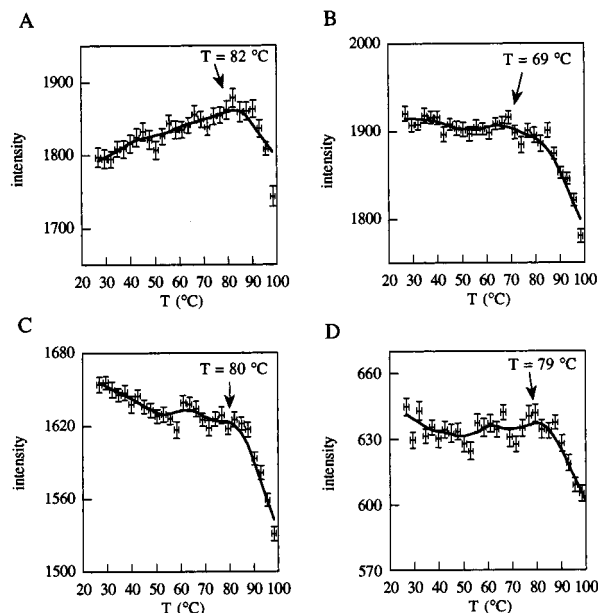 A
T = 82 °C
1900
1800
1700
intensity
20 30 40 50 60 70 80 90 100
T (°C)
B
T = 69 °C
2000
1900
1800
intensity
20 30 40 50 60 70 80 90 100
T (°C)
C
T = 80 °C
1680
1620
1560
1500
intensity
20 30 40 50 60 70 80 90 100
T (°C)
D
T = 79 °C
660
630
600
570
intensity
20 30 40 50 60 70 80 90 100
T (°C)